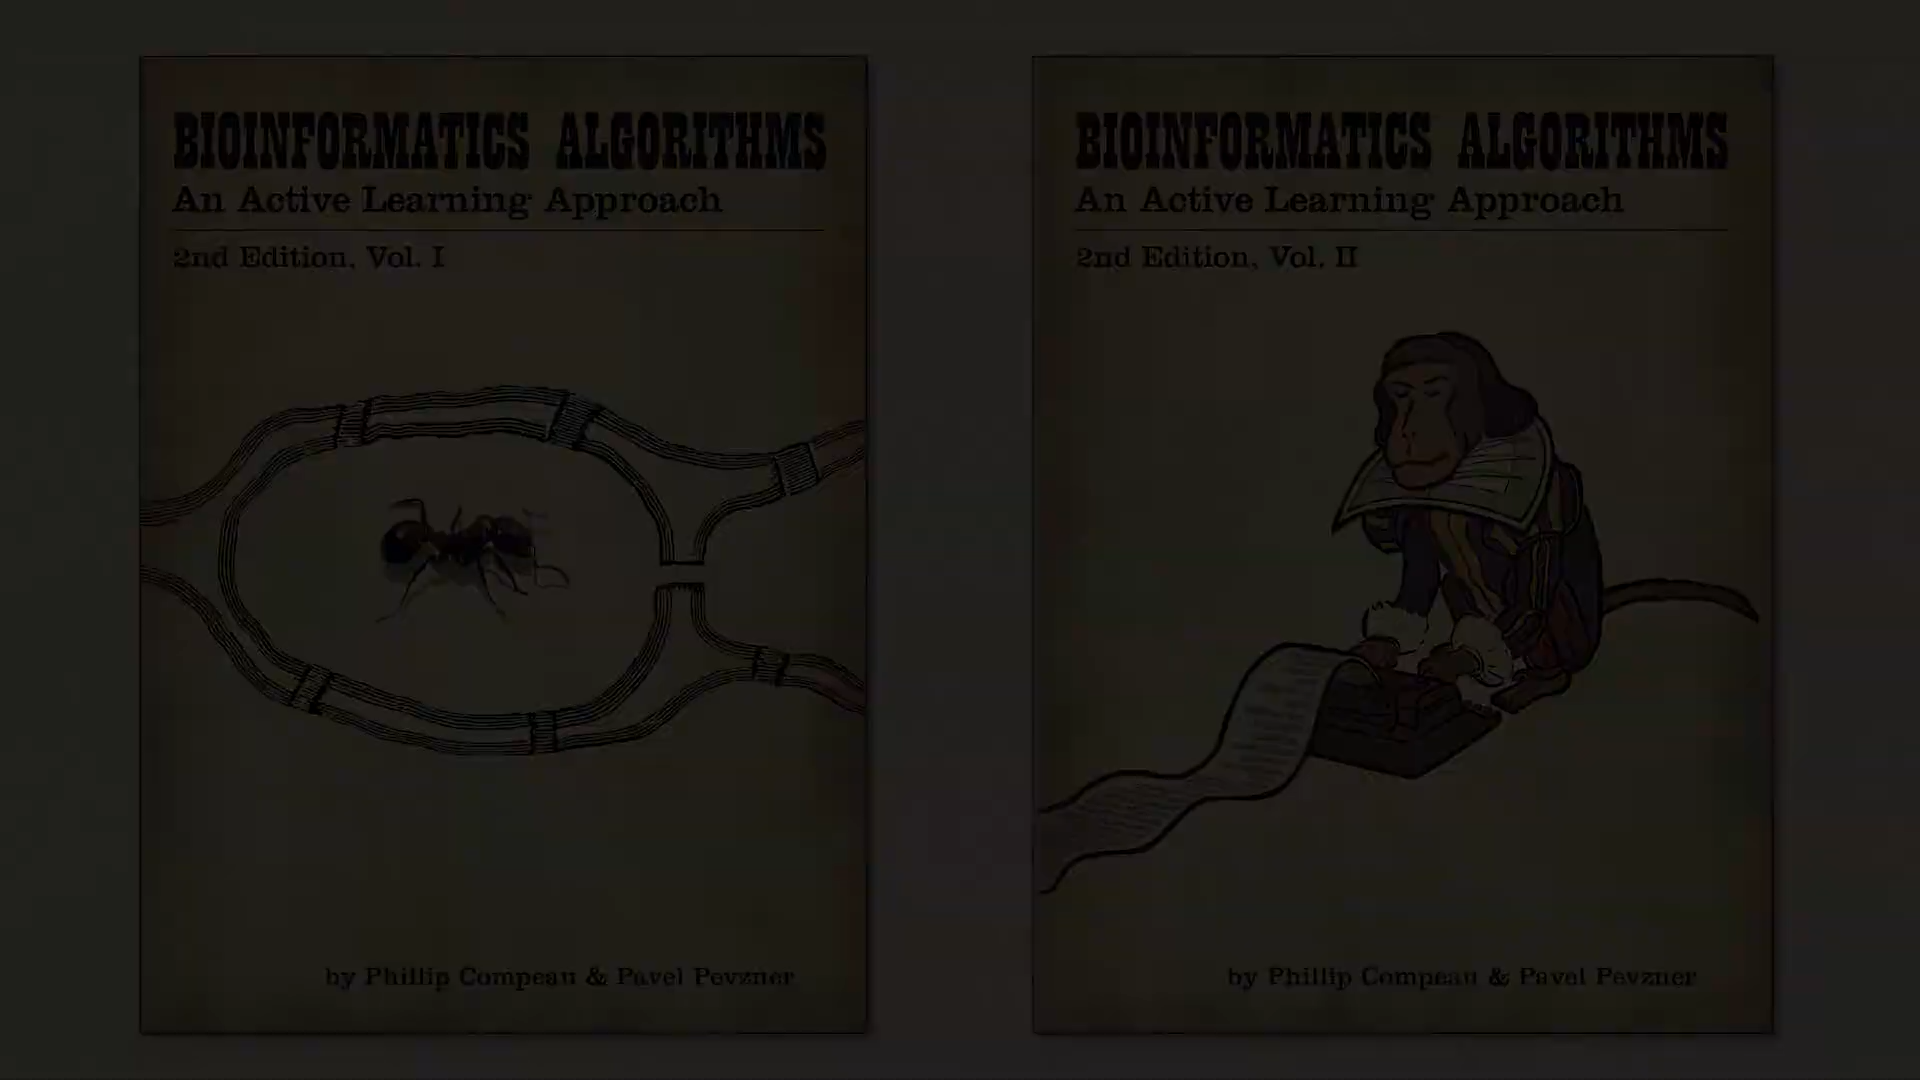 BIOINFORMATICS ALGORITHMS
An Active Learning Approach
2nd Edition, Vol. I
by Phillip Compeau & Pavel Pevzner
BIOINFORMATICS ALGORITHMS
An Active Learning Approach
2nd Edition, Vol. II
by Phillip Compeau & Pavel Pevzner